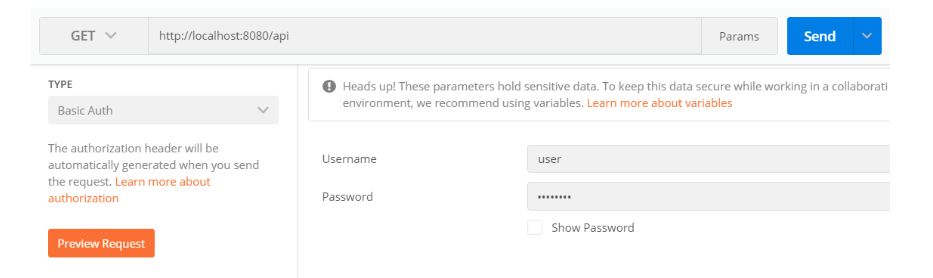 GET http://localhost:8080/api Params Send
TYPE
Basic Auth
The authorization header will be
automatically generated when you send
the request. Learn more about
authorization
Preview Request
Heads up! These parameters hold sensitive data. To keep this data secure while working in a collaborati
environment, we recommend using variables. Learn more about variables
Username user
Password ••••••••
Show Password